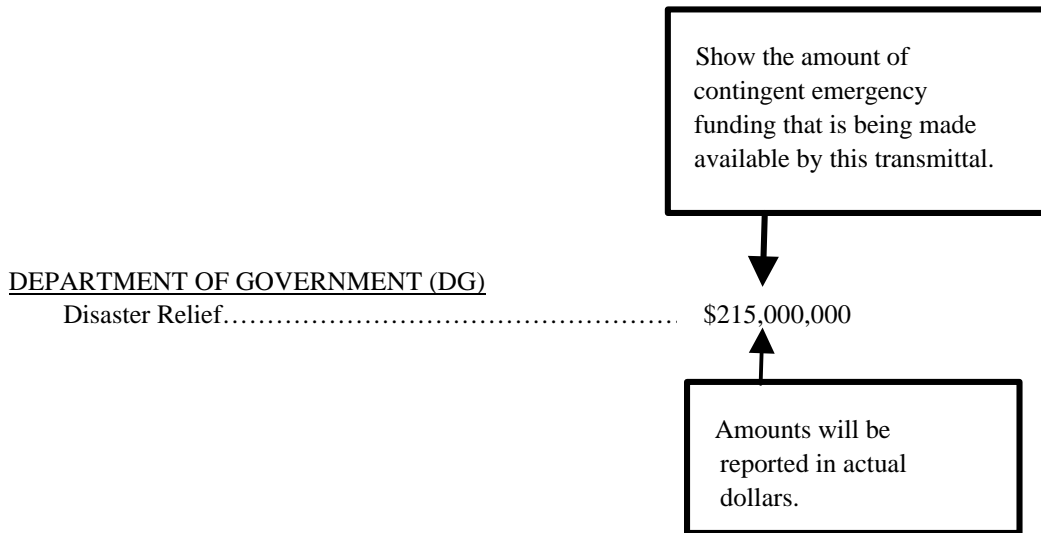 Show the amount of
contingent emergency
funding that is being made
available by this transmittal.
DEPARTMENT OF GOVERNMENT (DG)
Disaster Relief……………………………………………… $215,000,000
Amounts will be
reported in actual
dollars.